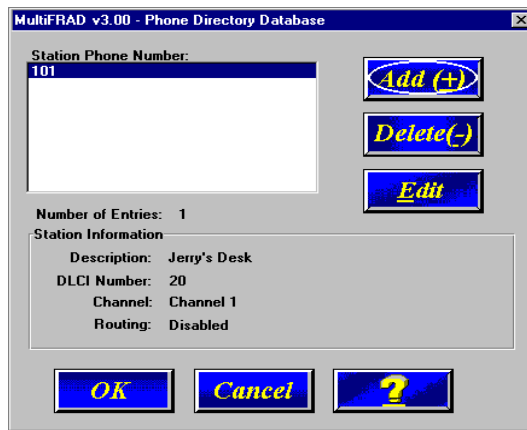 MultiFRAD v3.00 - Phone Directory Database
Station Phone Number:
101
Add (+)
Delete(-)
Edit
Number of Entries: 1
Station Information
Description: Jerry's Desk
DLCI Number: 20
Channel: Channel 1
Routing: Disabled
OK Cancel ?